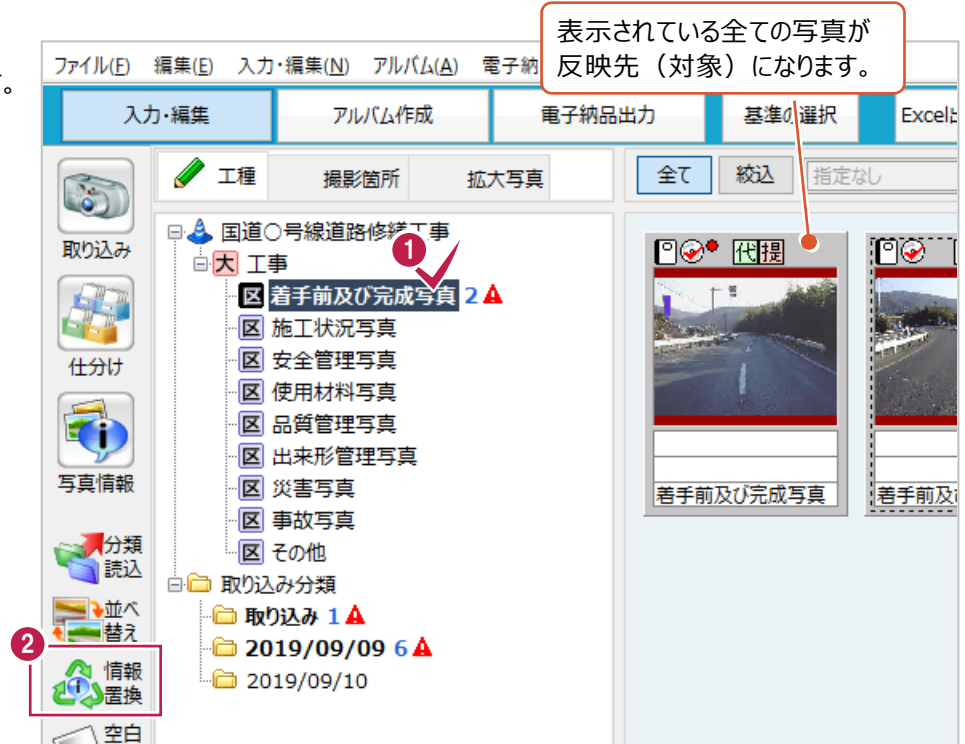 表示されている全ての写真が
反映先（対象）になります。
。
ファイル(F) 編集(E) 入力・編集(N) アルバム(A) 電子納
入力・編集 アルバム作成 電子納品出力 基準の選択 Excel
工種 撮影箇所 拡大写真 全て 絞込 指定なし
取り込み
仕分け
写真情報
分類
読込
並べ
替え
2
情報
置換
空白
国道○号線道路修繕工事
1
大 工事
区 着手前及び完成写真 2
区 施工状況写真
区 安全管理写真
区 使用材料写真
区 品質管理写真
区 出来形管理写真
区 災害写真
区 事故写真
区 その他
取り込み分類
取り込み 1
2019/09/09 6
2019/09/10
代 提
着手前及び完成写真
着手前及